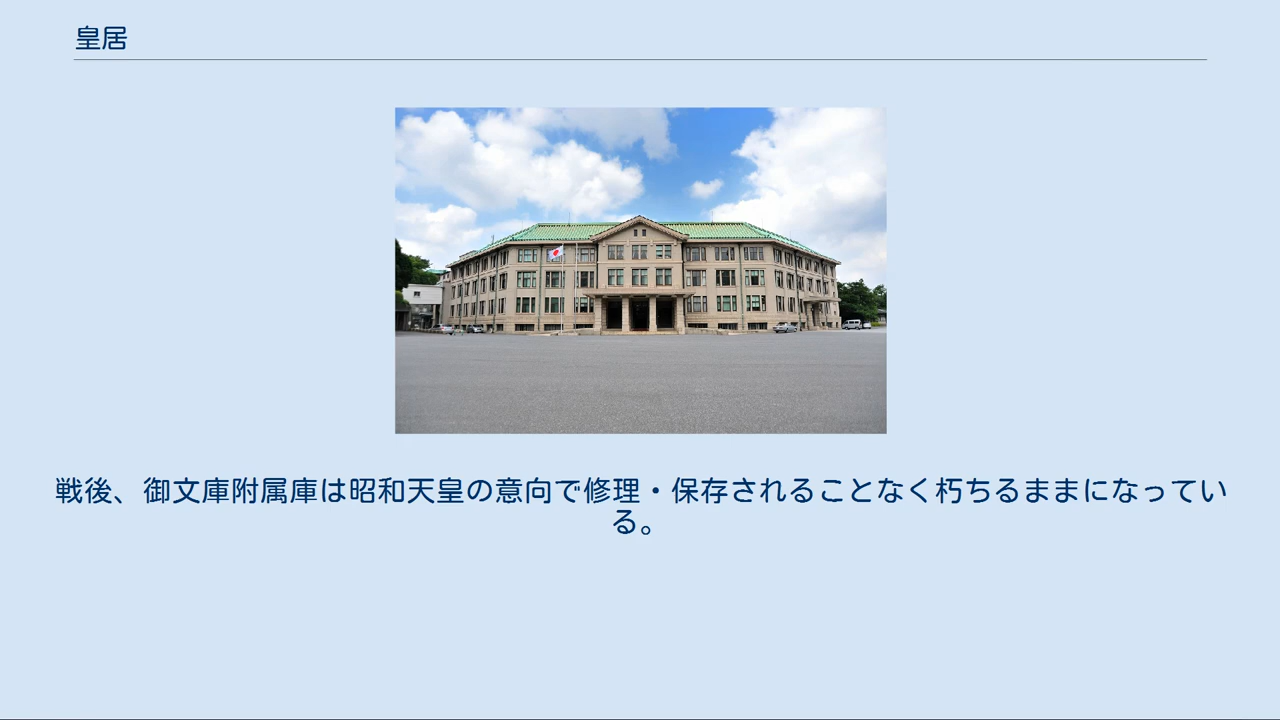 皇居
戦後、御文庫附属庫は昭和天皇の意向で修理・保存されることなく朽ちるままになってい
る。